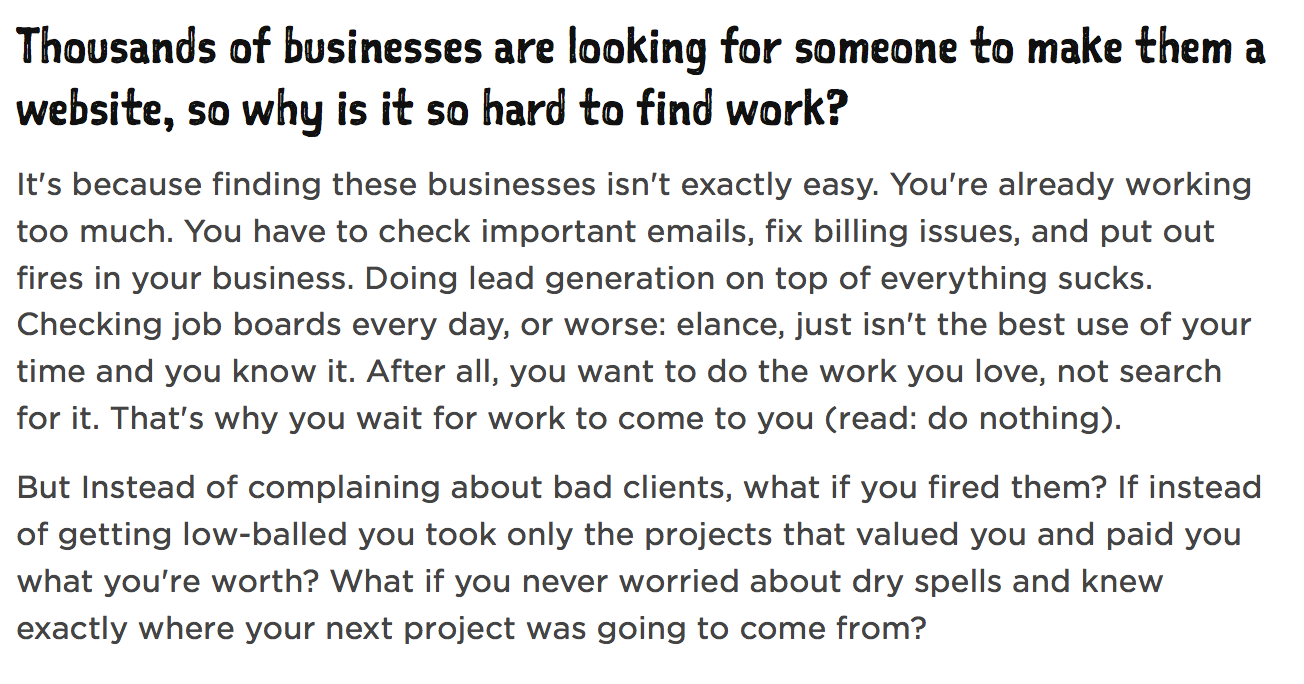 Thousands of businesses are looking for someone to make them a
website, so why is it so hard to find work?
It's because finding these businesses isn't exactly easy. You're already working
too much. You have to check important emails, fix billing issues, and put out
fires in your business. Doing lead generation on top of everything sucks.
Checking job boards every day, or worse: elance, just isn't the best use of your
time and you know it. After all, you want to do the work you love, not search
for it. That's why you wait for work to come to you (read: do nothing).
But Instead of complaining about bad clients, what if you fired them? If instead
of getting low-balled you took only the projects that valued you and paid you
what you're worth? What if you never worried about dry spells and knew
exactly where your next project was going to come from?